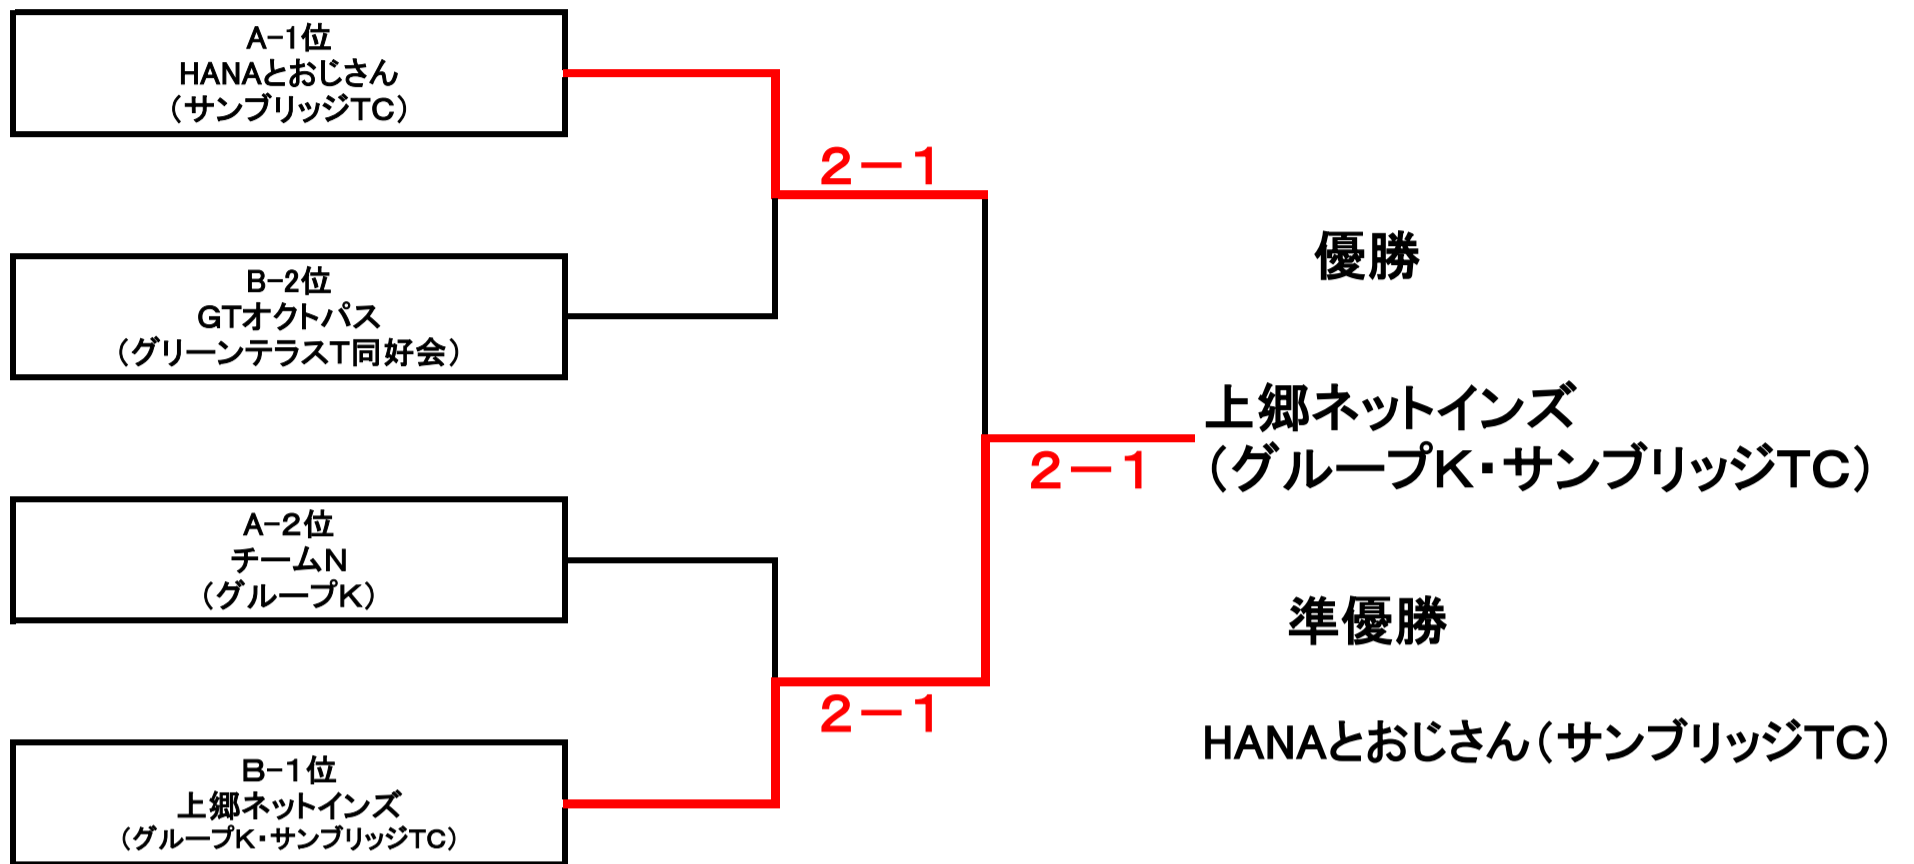 A-1位
HANAとおじさん
（サンブリッジTC）
2－1
B-2位
GTオクトパス
（グリーンテラスT同好会）
優勝
上郷ネットインズ
（グループK・サンブリッジTC）
2－1
A-2位
チームN
（グループK）
準優勝
2－1
HANAとおじさん（サンブリッジTC）
B-1位
上郷ネットインズ
（グループK・サンブリッジTC）